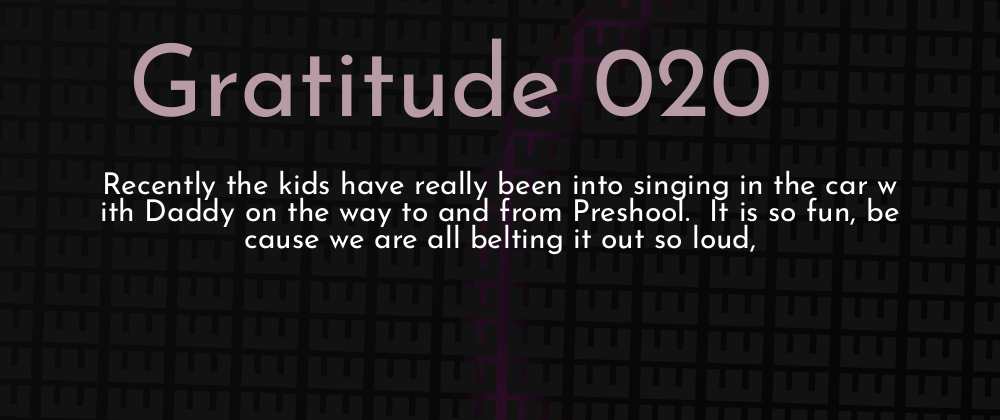 Gratitude 020
Recently the kids have really been into singing in the car w
ith Daddy on the way to and from Preshool.  It is so fun, be
cause we are all belting it out so loud,